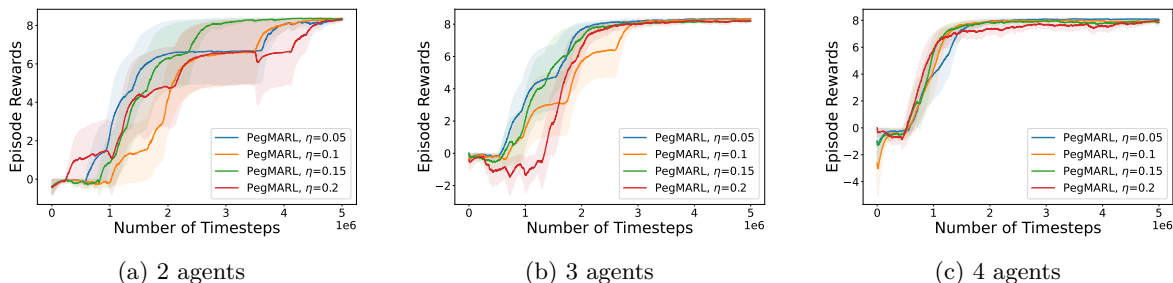 Episode Rewards
8
6
4
2
0
0
1
2
3
4
5
1e6
Number of Timesteps
PegMARL, η=0.05
PegMARL, η=0.1
PegMARL, η=0.15
PegMARL, η=0.2
(a) 2 agents
Episode Rewards
8
6
4
2
0
−2
0
1
2
3
4
5
1e6
Number of Timesteps
PegMARL, η=0.05
PegMARL, η=0.1
PegMARL, η=0.15
PegMARL, η=0.2
(b) 3 agents
Episode Rewards
8
6
4
2
0
−2
−4
0
1
2
3
4
5
1e6
Number of Timesteps
PegMARL, η=0.05
PegMARL, η=0.1
PegMARL, η=0.15
PegMARL, η=0.2
(c) 4 agents